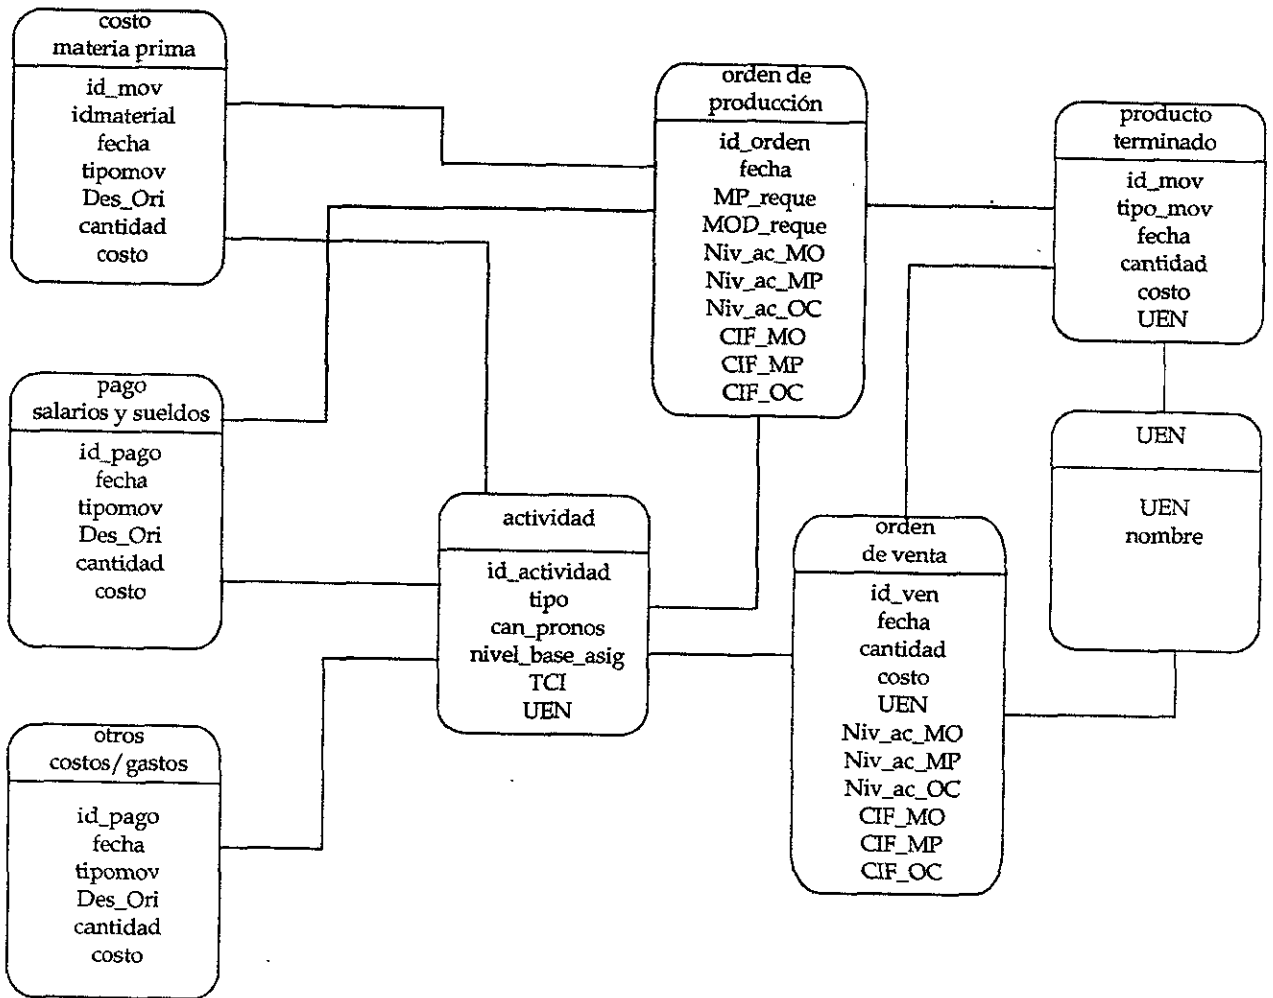 costo
materia prima
id_mov
idmaterial
fecha
tipomov
Des_Ori
cantidad
costo
pago
salarios y sueldos
id_pago
fecha
tipomov
Des_Ori
cantidad
costo
otros
costos/gastos
id_pago
fecha
tipomov
Des_Ori
cantidad
costo
actividad
id_actividad
tipo
can_pronos
nivel_base_asig
TCI
UEN
orden de
producción
id_orden
fecha
MP_reque
MOD_reque
Niv_ac_MO
Niv_ac_MP
Niv_ac_OC
CIF_MO
CIF_MP
CIF_OC
orden
de venta
id_ven
fecha
cantidad
costo
UEN
Niv_ac_MO
Niv_ac_MP
Niv_ac_OC
CIF_MO
CIF_MP
CIF_OC
producto
terminado
id_mov
tipo_mov
fecha
cantidad
costo
UEN
UEN
UEN
nombre